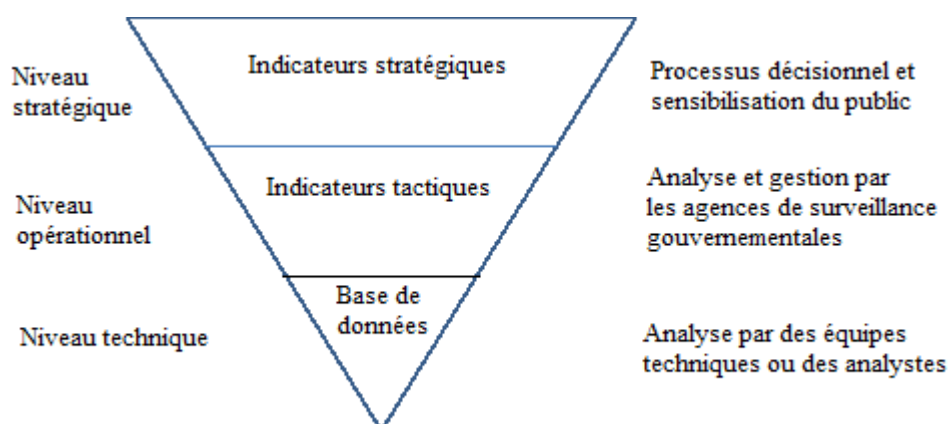 Niveau
stratégique
Indicateurs stratégiques
Processus décisionnel et
sensibilisation du public
Niveau
opérationnel
Indicateurs tactiques
Analyse et gestion par
les agences de surveillance
gouvernementales
Niveau technique
Base de
données
Analyse par des équipes
techniques ou des analystes